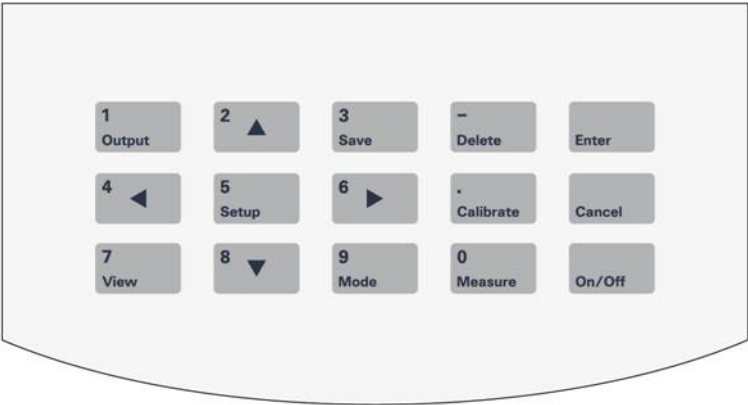 1 2 ▲ 3 –
Output Save Delete Enter
4 ◀ 5 6 ▶ .
Setup Calibrate Cancel
7 8 ▼ 9 0
View Mode Measure On/Off